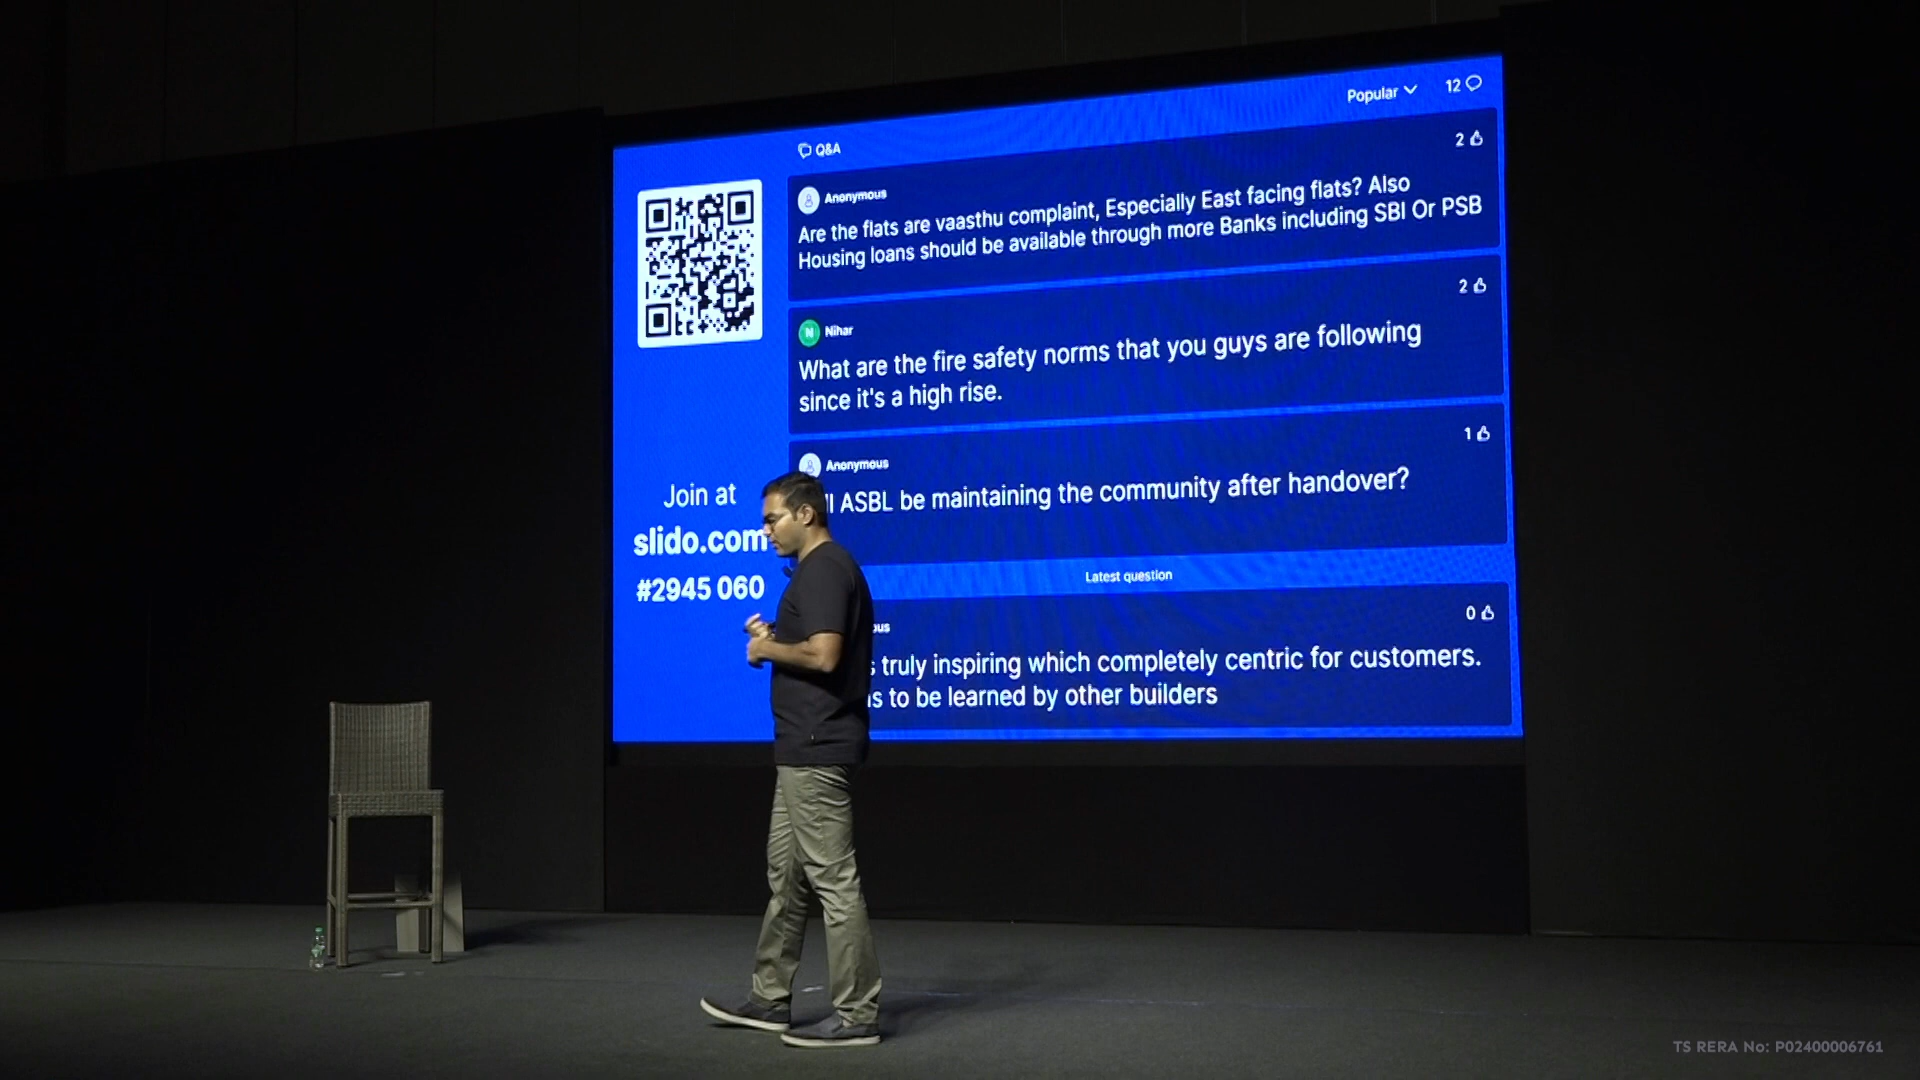 Popular 12
Q&A
2
Anonymous
Are the flats are vaasthu complaint, Especially East facing flats? Also
Housing loans should be available through more Banks including SBI Or PSB
2
N Nihar
What are the fire safety norms that you guys are following
since it's a high rise.
1
Anonymous
ASBL be maintaining the community after handover?
Latest question
0
truly inspiring which completely centric for customers.
to be learned by other builders
Join at
slido.com
#2945 060
TS RERA No: P02400006761